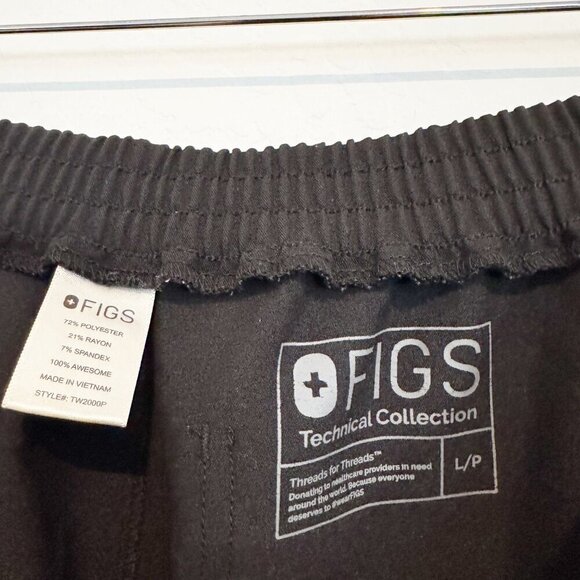 FIGS
72% POLYESTER
21% RAYON
7% SPANDEX
100% AWESOME
MADE IN VIETNAM
STYLE#: TW2000P
FIGS
Technical Collection
Threads for Threads™
Donating to healthcare providers in need
around the world. Because everyone
deserves to #wearFIGS
L/P